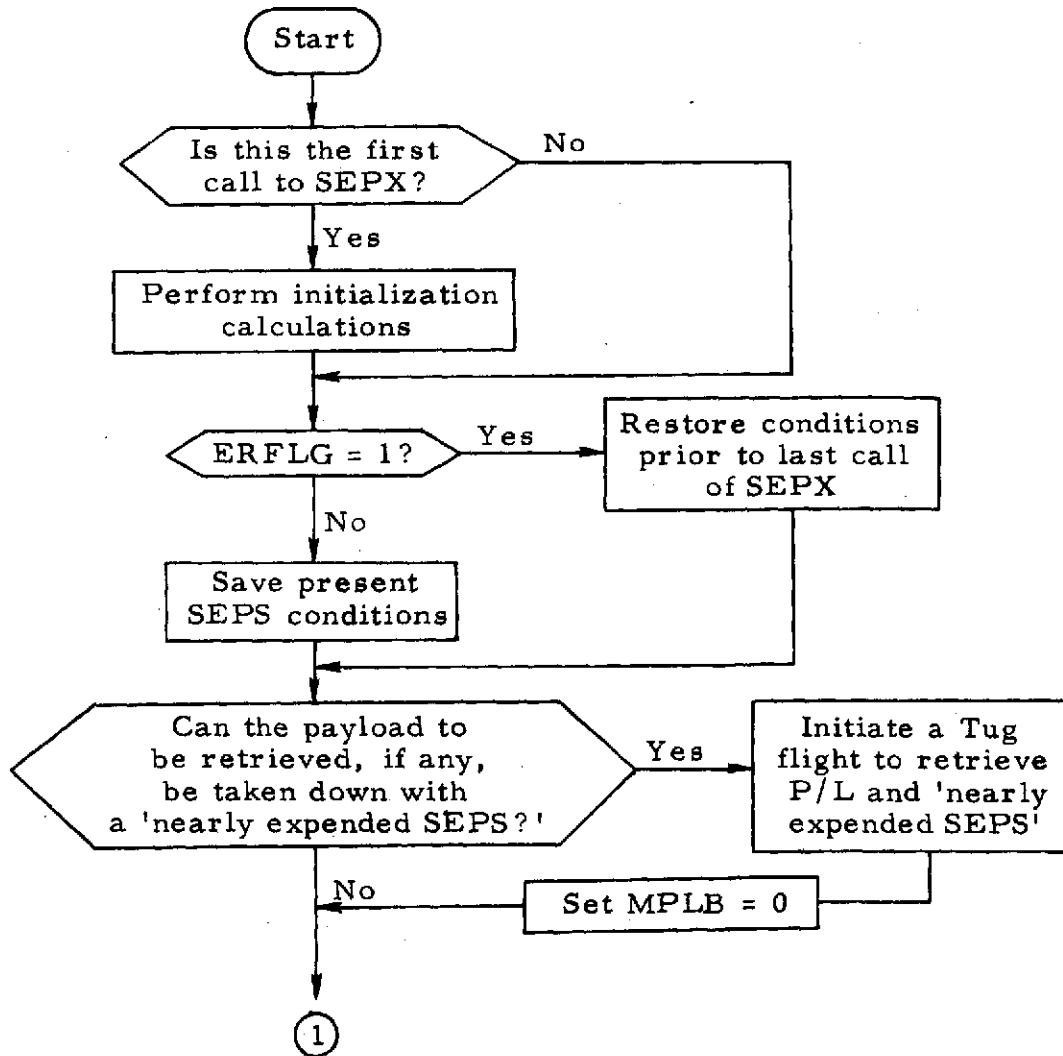 Start
Is this the first
call to SEPX?
No
Yes
Perform initialization
calculations
ERFLG = 1?
Yes
Restore conditions
prior to last call
of SEPX
No
Save present
SEPS conditions
Can the payload to
be retrieved, if any,
be taken down with
a 'nearly expended SEPS?'
Yes
Initiate a Tug
flight to retrieve
P/L and 'nearly
expended SEPS'
No
Set MPLB = 0
1